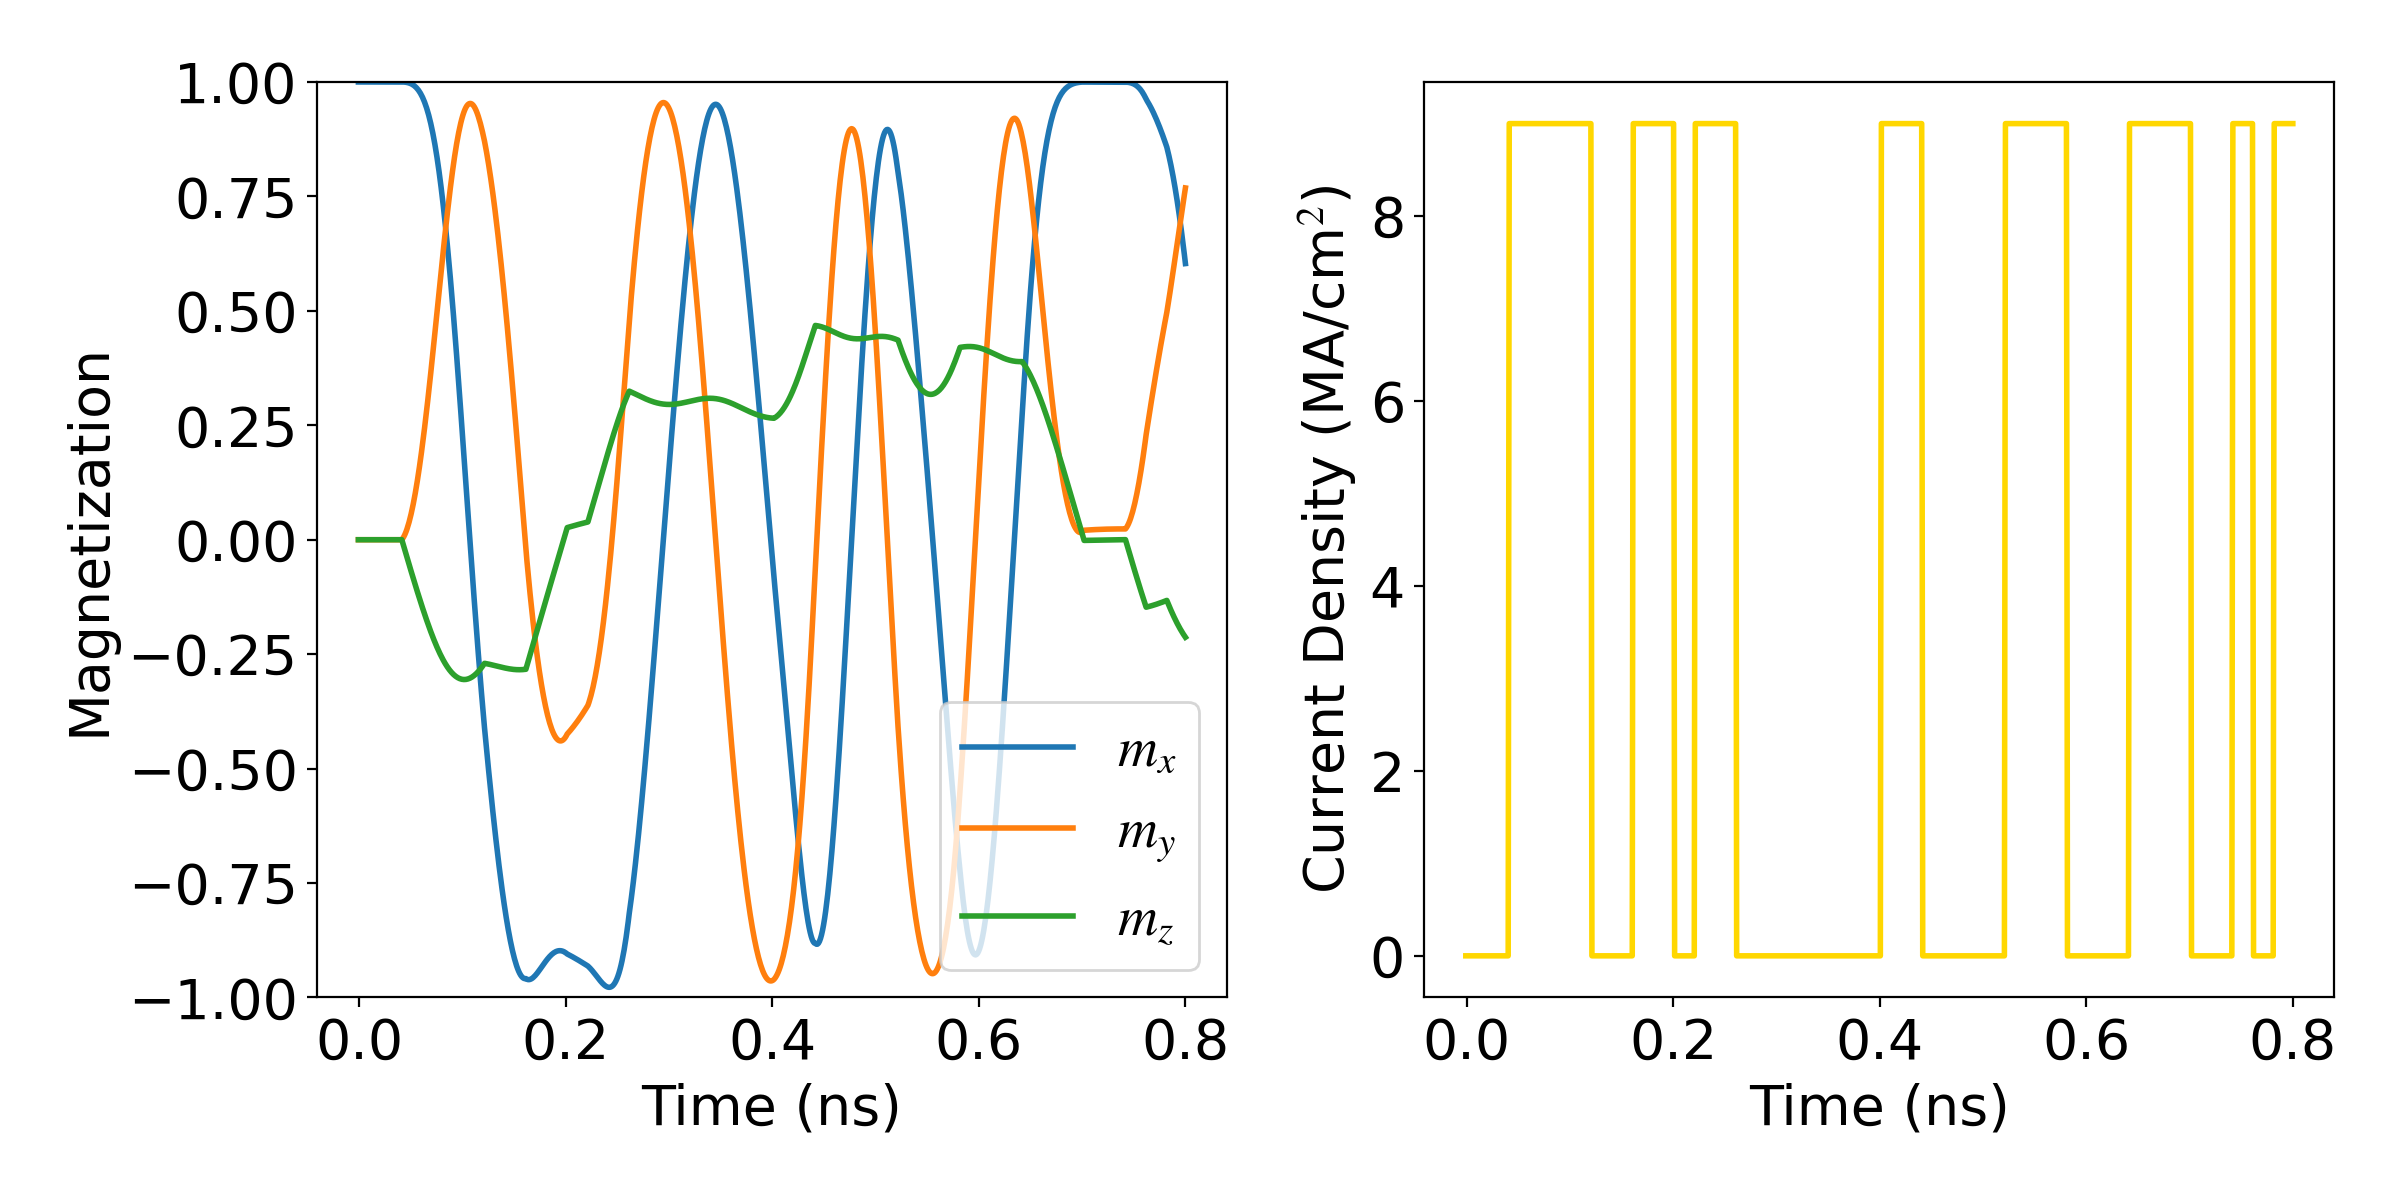 Magnetization
1.00
0.75
0.50
0.25
0.00
−0.25
−0.50
−0.75
−1.00
0.0 0.2 0.4 0.6 0.8
Time (ns)
mₓ
m_y
m_z
Current Density (MA/cm²)
8
6
4
2
0
0.0 0.2 0.4 0.6 0.8
Time (ns)